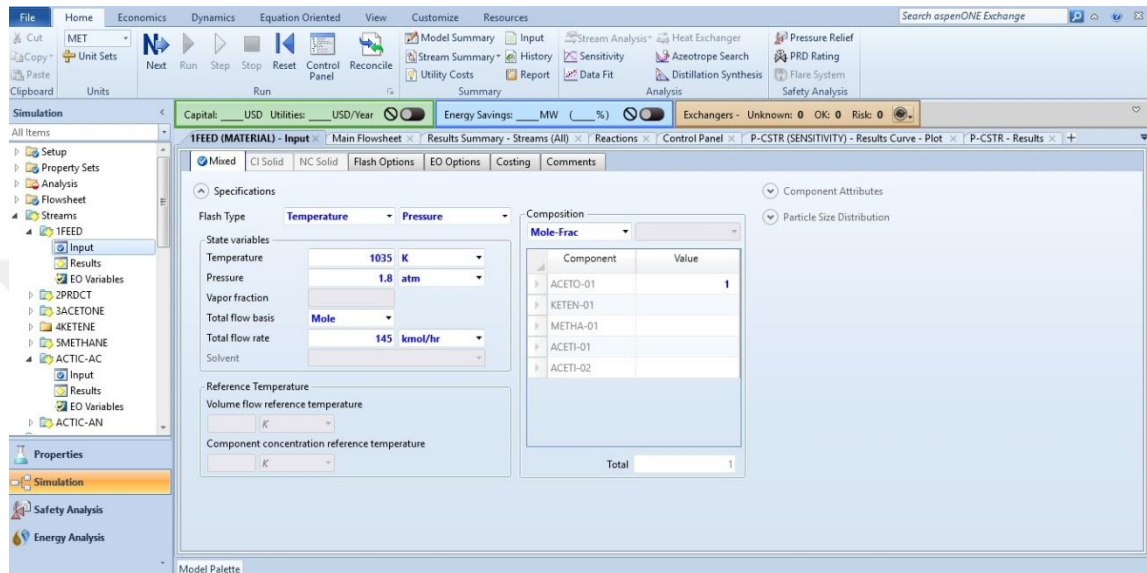 File Home Economics Dynamics Equation Oriented View Customize Resources Search aspenONE Exchange
Cut MET Model Summary Input Stream Analysis Heat Exchanger Pressure Relief
Copy Unit Sets Next Run Step Stop Reset Control Panel Reconcile Stream Summary History Sensitivity Azeotrope Search PRD Rating
Paste Utility Costs Report Data Fit Distillation Synthesis Flare System
Clipboard Units Run Summary Analysis Safety Analysis
Simulation Capital: ____USD Utilities: ____USD/Year Energy Savings: ____MW (____%) Exchangers - Unknown: 0 OK: 0 Risk: 0
All Items 1FEED (MATERIAL) - Input Main Flowsheet Results Summary - Streams (All) Reactions Control Panel P-CSTR (SENSITIVITY) - Results Curve - Plot P-CSTR - Results +
Setup
Property Sets
Analysis
Flowsheet
Streams
1FEED
Input
Results
EO Variables
2PRDCT
3ACETONE
4KETENE
5METHANE
ACTIC-AC
Input
Results
EO Variables
ACTIC-AN
Properties
Simulation
Safety Analysis
Energy Analysis
Mixed CI Solid NC Solid Flash Options EO Options Costing Comments
Specifications
Flash Type Temperature Pressure
State variables
Temperature 1035 K
Pressure 1.8 atm
Vapor fraction
Total flow basis Mole
Total flow rate 145 kmol/hr
Solvent
Reference Temperature
Volume flow reference temperature
K
Component concentration reference temperature
K
Composition
Mole-Frac
Component Value
ACETO-01 1
KETEN-01
METHA-01
ACETI-01
ACETI-02
Total 1
Component Attributes
Particle Size Distribution
Model Palette